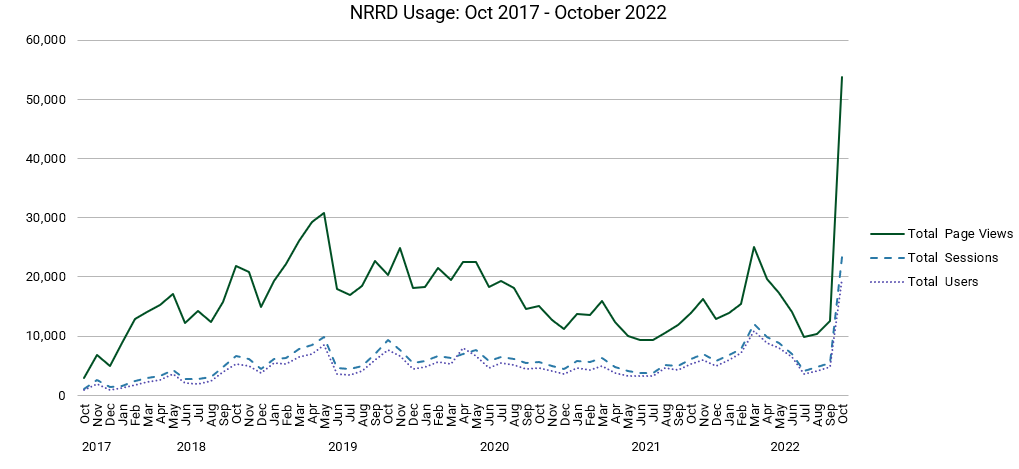 NRRD Usage: Oct 2017 - October 2022
60,000
50,000
40,000
30,000
20,000
10,000
0
Total Page Views
Total Sessions
Total Users
Oct Nov Dec Jan Feb Mar Apr May Jun Jul Aug Sep Oct Nov Dec Jan Feb Mar Apr May Jun Jul Aug Sep Oct Nov Dec Jan Feb Mar Apr May Jun Jul Aug Sep Oct Nov Dec Jan Feb Mar Apr May Jun Jul Aug Sep Oct Nov Dec Jan Feb Mar Apr May Jun Jul Aug Sep Oct
2017 2018 2019 2020 2021 2022